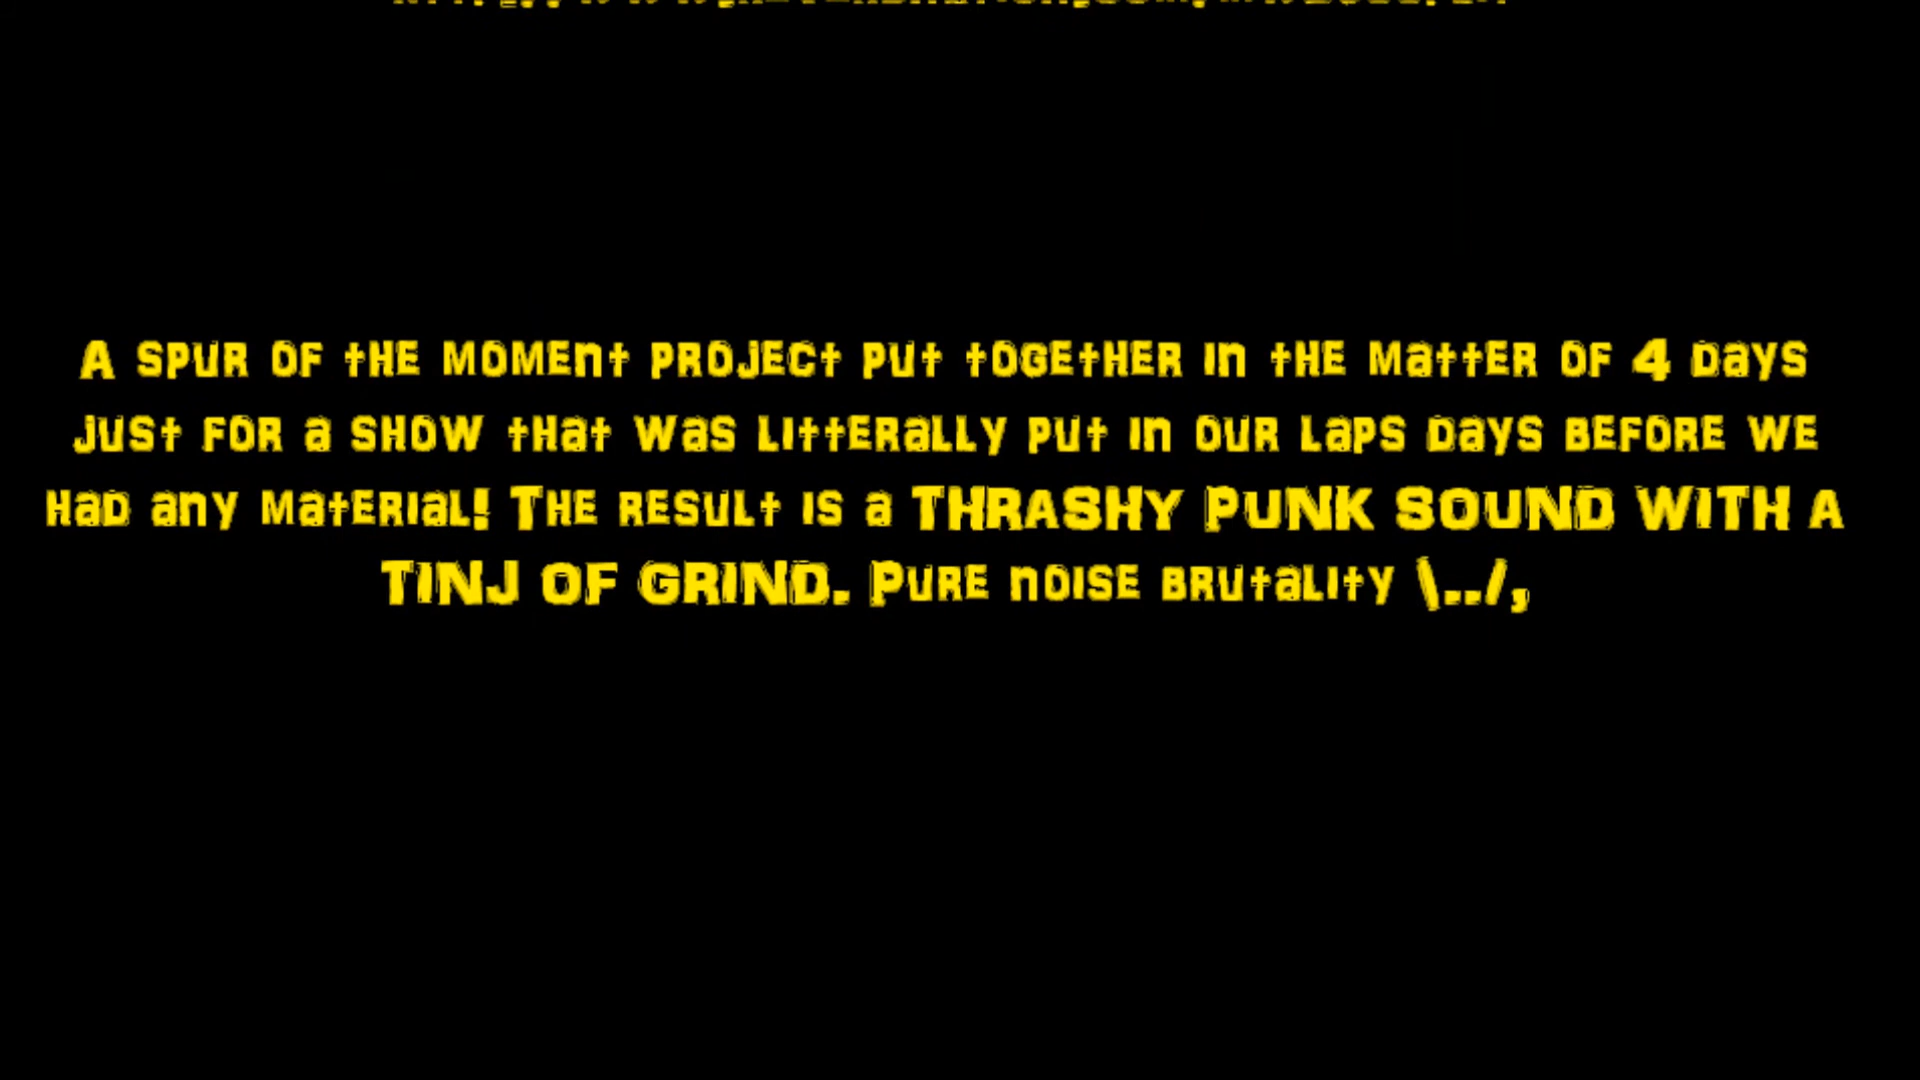 A spur of the moment project put together in the matter of 4 days
just for a show that was litterally put in our laps days before we
had any material! The result is a THRASHY PUNK SOUND WITH A
TINJ OF GRIND. Pure noise brutality \../,